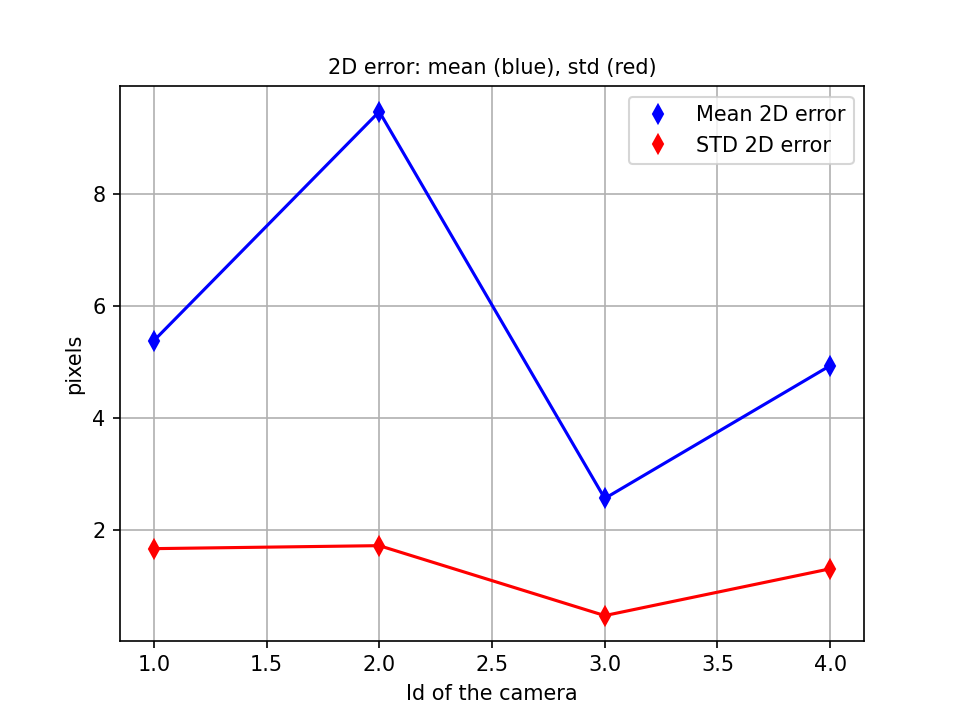 2D error: mean (blue), std (red)
Mean 2D error
STD 2D error
pixels
8
6
4
2
1.0 1.5 2.0 2.5 3.0 3.5 4.0
Id of the camera